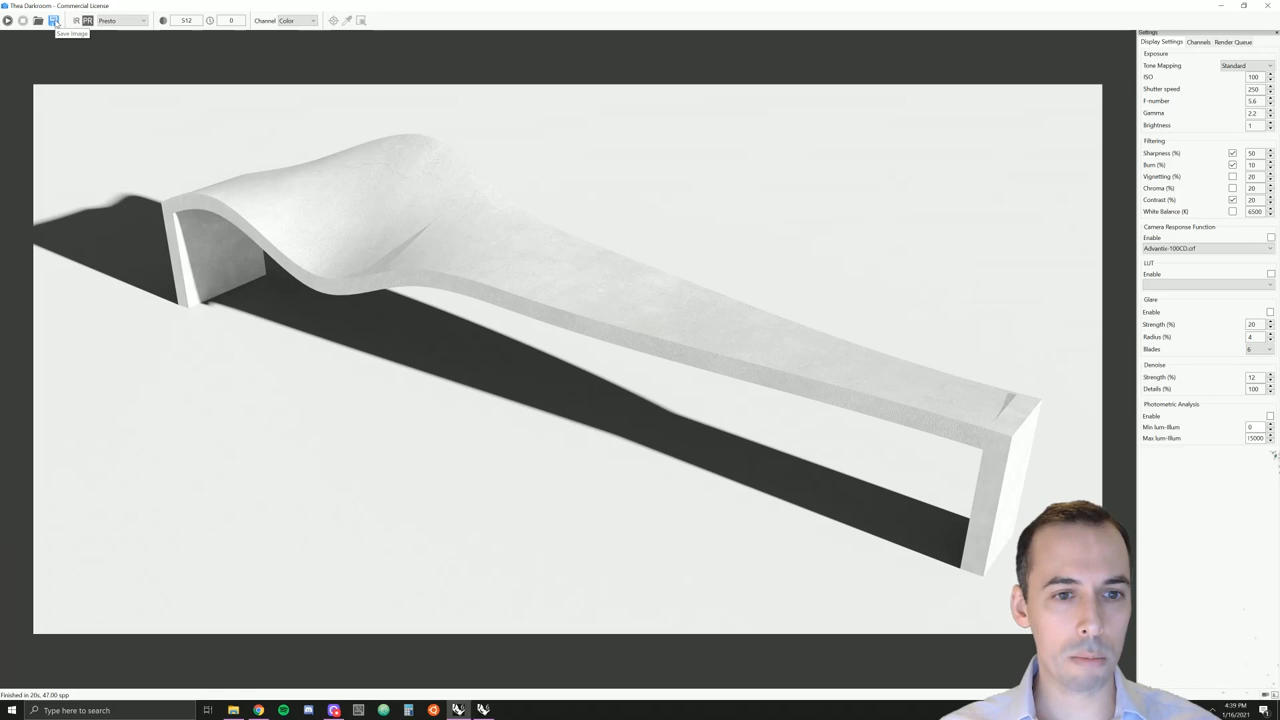 Thea Darkroom - Commercial License
IR PR Presto 512 0 Channel Color
Save Image
Settings
Display Settings Channels Render Queue
Exposure
Tone Mapping Standard
ISO 100
Shutter speed 250
F-number 5.6
Gamma 2.2
Brightness 1
Filtering
Sharpness (%) 50
Burn (%) 10
Vignetting (%) 20
Chroma (%) 20
Contrast (%) 20
White Balance (K) 6500
Camera Response Function
Enable
Advantix-100CD.crf
LUT
Enable
Glare
Enable
Strength (%) 20
Radius (%) 4
Blades 6
Denoise
Strength (%) 12
Details (%) 100
Photometric Analysis
Enable
Min lum-Illum 0
Max lum-Illum 15000
Finished in 20s, 47.00 spp
Type here to search
4:39 PM
1/16/2021